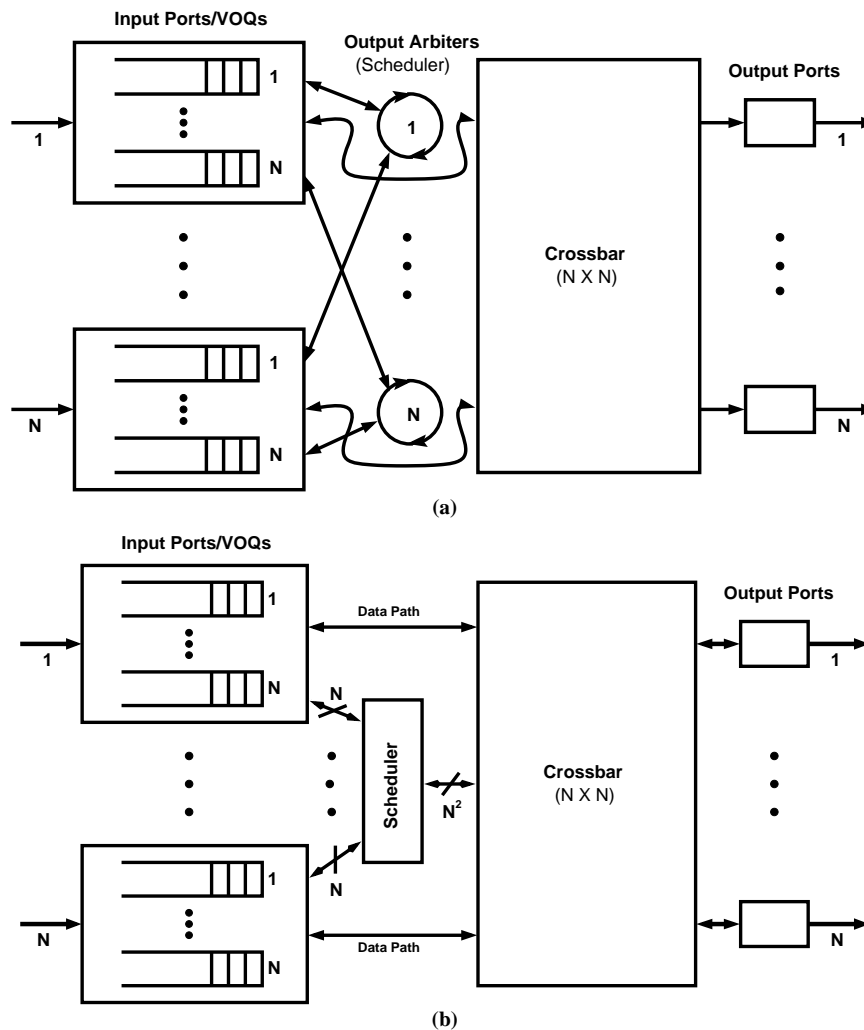 Input Ports/VOQs
Output Arbiters
(Scheduler)
Output Ports
1
1
N
1
Crossbar
(N X N)
1
1
N
N
N
N
(a)
Input Ports/VOQs
Output Ports
1
1
N
Data Path
1
N
Scheduler
N²
Crossbar
(N X N)
N
1
N
N
Data Path
N
(b)